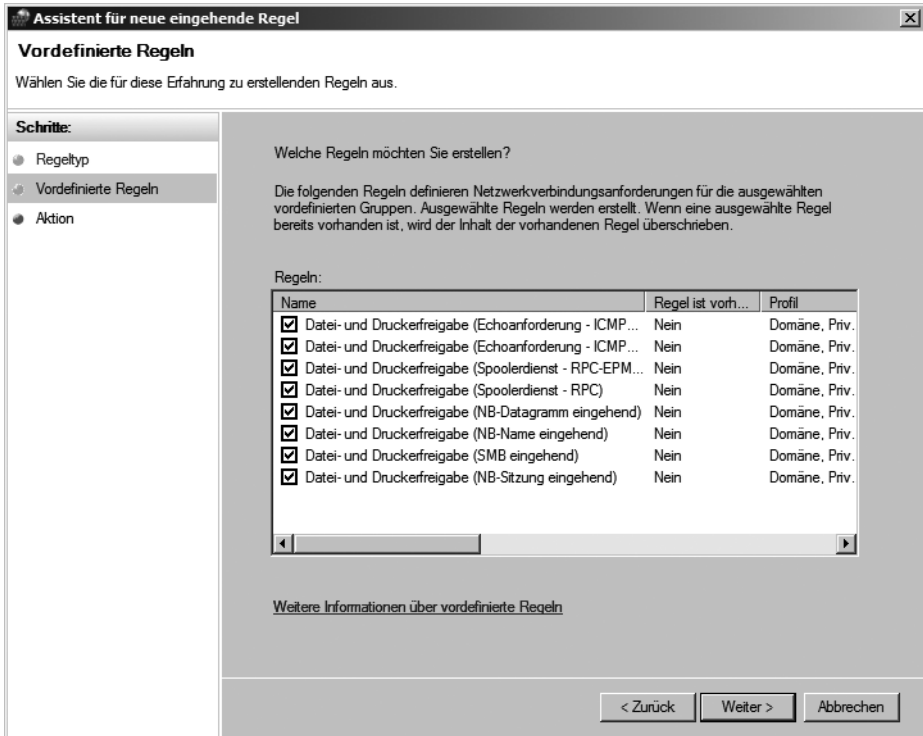 Assistent für neue eingehende Regel
Vordefinierte Regeln
Wählen Sie die für diese Erfahrung zu erstellenden Regeln aus.
Schritte:
Regeltyp
Vordefinierte Regeln
Aktion
Welche Regeln möchten Sie erstellen?
Die folgenden Regeln definieren Netzwerkverbindungsanforderungen für die ausgewählten
vordefinierten Gruppen. Ausgewählte Regeln werden erstellt. Wenn eine ausgewählte Regel
bereits vorhanden ist, wird der Inhalt der vorhandenen Regel überschrieben.
Regeln:
Name Regel ist vorh... Profil
Datei- und Druckerfreigabe (Echoanforderung - ICMP... Nein Domäne, Priv.
Datei- und Druckerfreigabe (Echoanforderung - ICMP... Nein Domäne, Priv.
Datei- und Druckerfreigabe (Spoolerdienst - RPC-EPM... Nein Domäne, Priv.
Datei- und Druckerfreigabe (Spoolerdienst - RPC) Nein Domäne, Priv.
Datei- und Druckerfreigabe (NB-Datagramm eingehend) Nein Domäne, Priv.
Datei- und Druckerfreigabe (NB-Name eingehend) Nein Domäne, Priv.
Datei- und Druckerfreigabe (SMB eingehend) Nein Domäne, Priv.
Datei- und Druckerfreigabe (NB-Sitzung eingehend) Nein Domäne, Priv.
Weitere Informationen über vordefinierte Regeln
< Zurück Weiter > Abbrechen